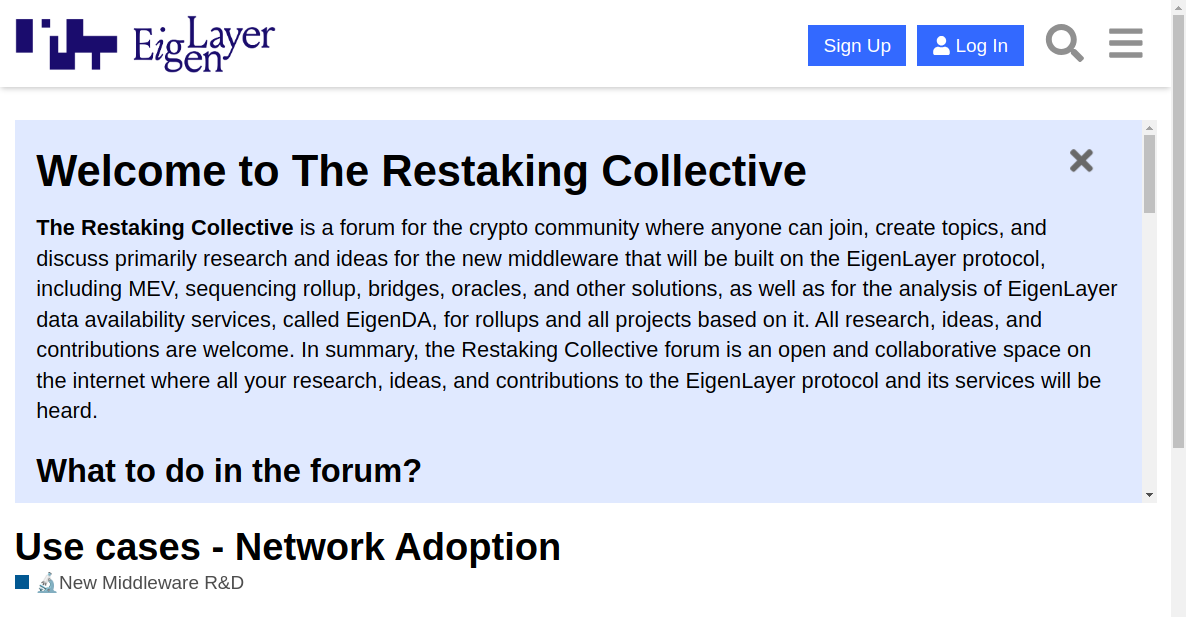 EigLayer
gen
Sign Up
Log In
Welcome to The Restaking Collective
The Restaking Collective is a forum for the crypto community where anyone can join, create topics, and
discuss primarily research and ideas for the new middleware that will be built on the EigenLayer protocol,
including MEV, sequencing rollup, bridges, oracles, and other solutions, as well as for the analysis of EigenLayer
data availability services, called EigenDA, for rollups and all projects based on it. All research, ideas, and
contributions are welcome. In summary, the Restaking Collective forum is an open and collaborative space on
the internet where all your research, ideas, and contributions to the EigenLayer protocol and its services will be
heard.
What to do in the forum?
Use cases - Network Adoption
New Middleware R&D